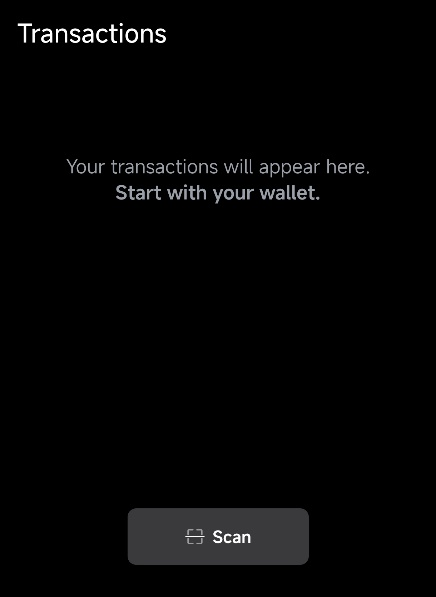 Transactions
Your transactions will appear here.
Start with your wallet.
Scan